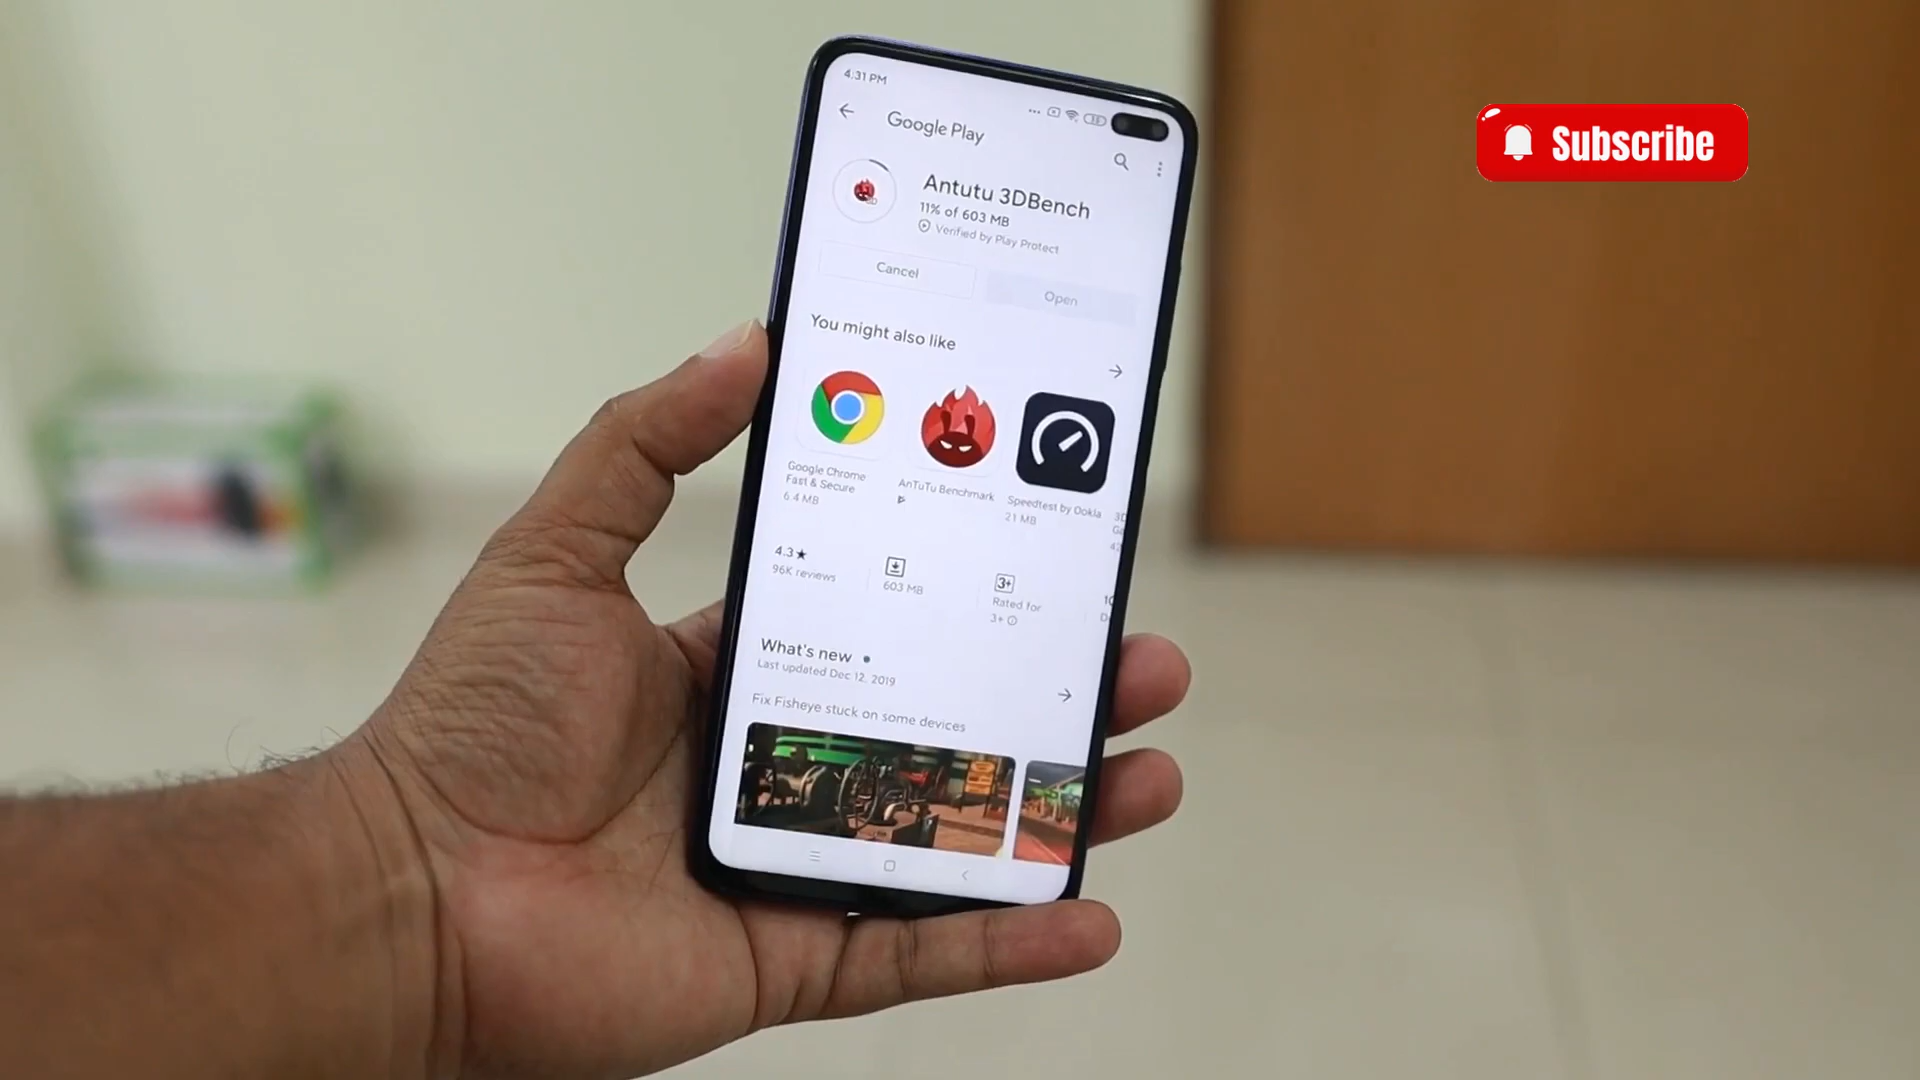 4:31 PM
Google Play
Antutu 3DBench
11% of 603 MB
Verified by Play Protect
Cancel
Open
You might also like
Google Chrome
Fast & Secure
6.4 MB
AnTuTu Benchmark
Speedtest by Ookla
21 MB
4.3★
96K reviews
603 MB
3+
Rated for
3+
What's new
Last updated Dec 12, 2019
Fix Fisheye stuck on some devices
Subscribe